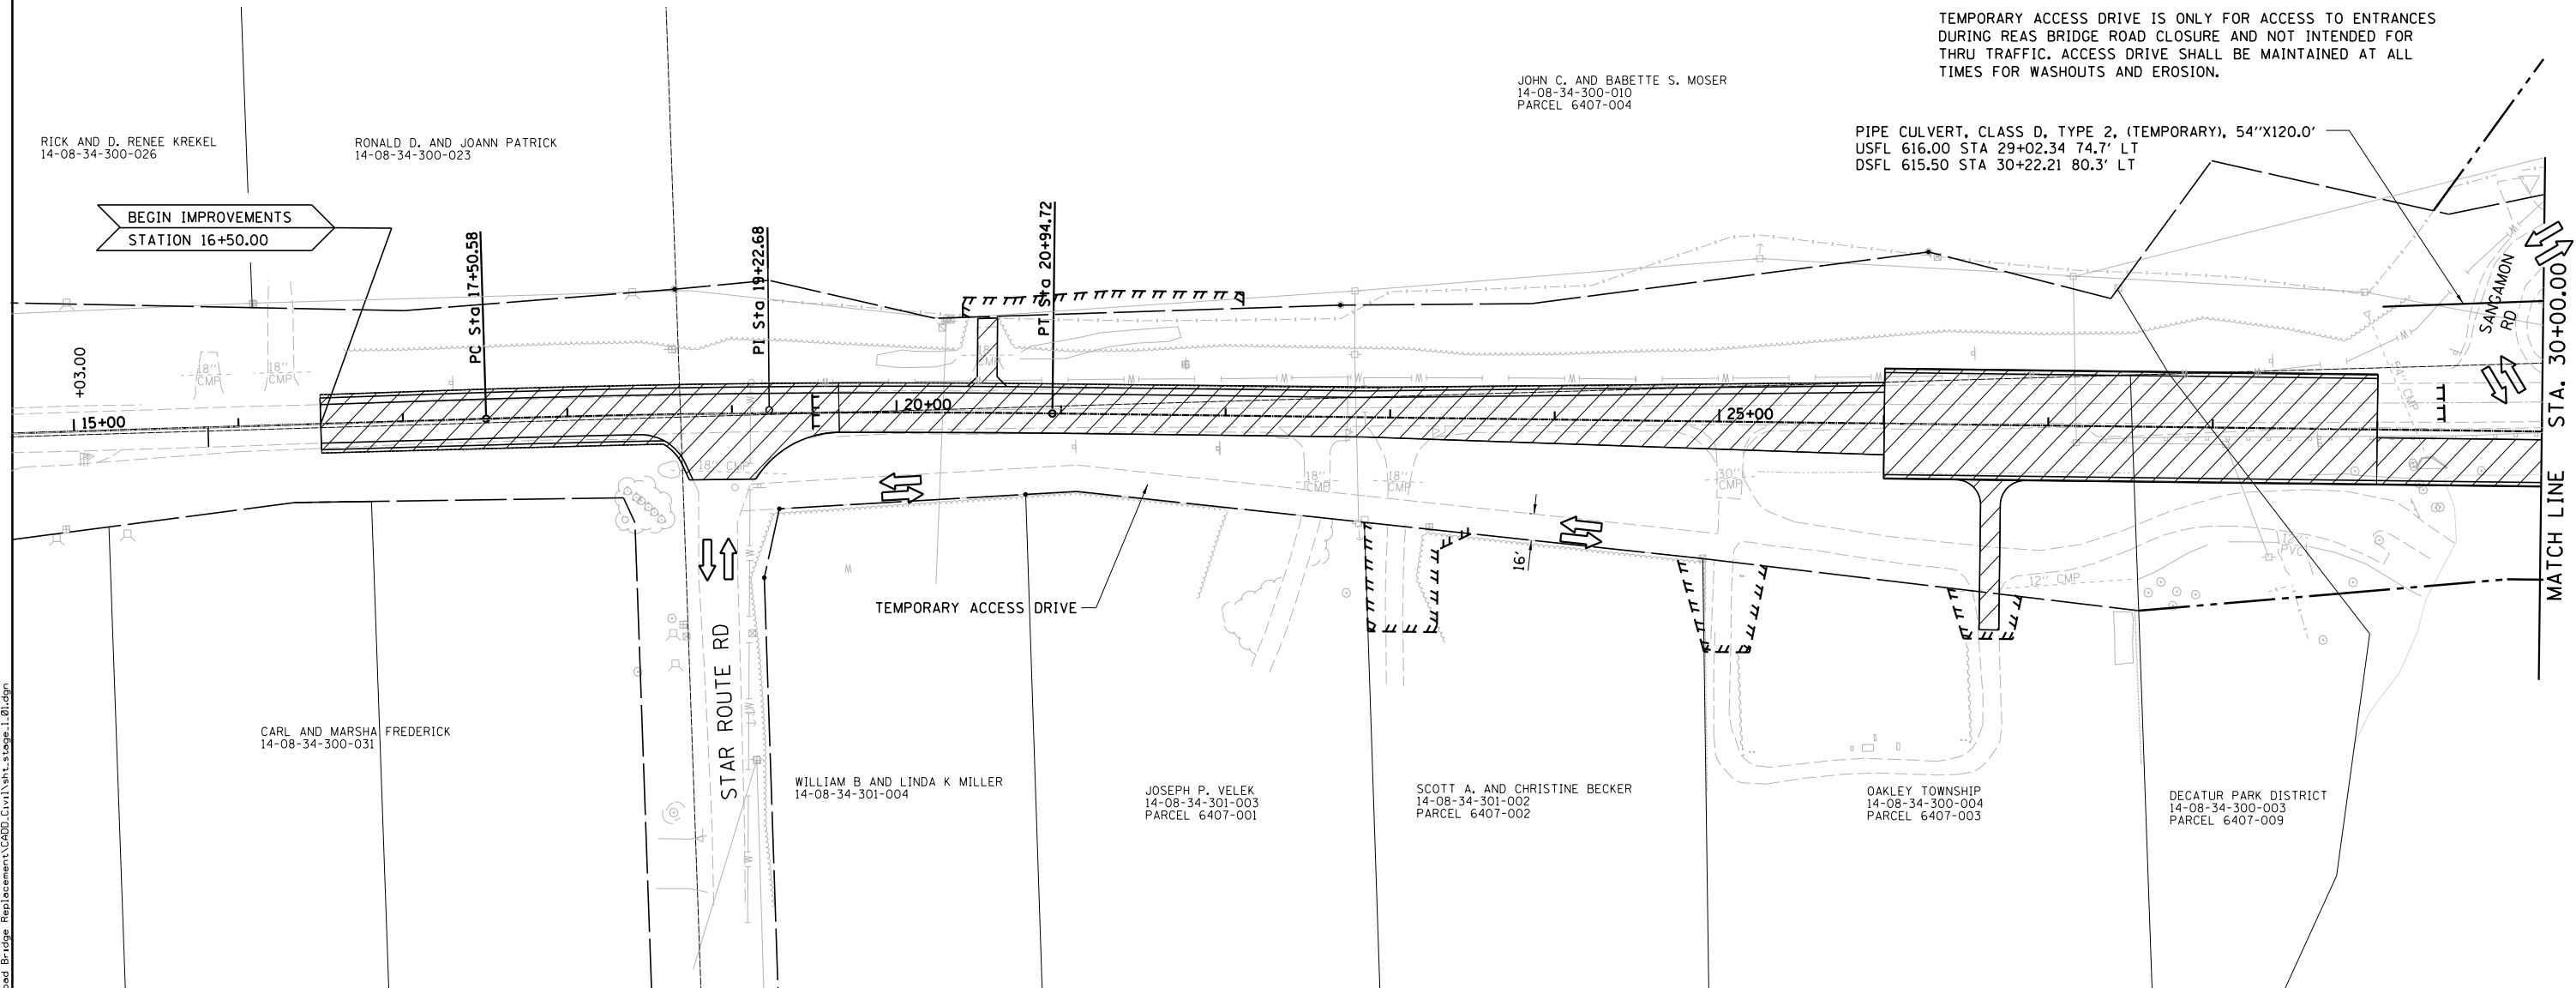 TEMPORARY ACCESS DRIVE IS ONLY FOR ACCESS TO ENTRANCES
DURING REAS BRIDGE ROAD CLOSURE AND NOT INTENDED FOR
THRU TRAFFIC. ACCESS DRIVE SHALL BE MAINTAINED AT ALL
TIMES FOR WASHOUTS AND EROSION.
JOHN C. AND BABETTE S. MOSER
14-08-34-300-010
PARCEL 6407-004
PIPE CULVERT, CLASS D, TYPE 2, (TEMPORARY), 54''X120.0'
USFL 616.00 STA 29+02.34 74.7' LT
DSFL 615.50 STA 30+22.21 80.3' LT
RICK AND D. RENEE KREKEL
14-08-34-300-026
RONALD D. AND JOANN PATRICK
14-08-34-300-023
BEGIN IMPROVEMENTS
STATION 16+50.00
PC Sta 17+50.58
PI Sta 19+22.68
PT Sta 20+94.72
+03.00
18'' CMP
18'' CMP
18'' CMP
SANGAMON RD
MATCH LINE STA. 30+00.00
54'' CMP
15+00
20+00
25+00
W
W
W
W
W
W
W
18'' CMP
18'' CMP
18'' CMP
30'' CMP
16'
12'' CMP
12'' PVC
TEMPORARY ACCESS DRIVE
STAR ROUTE RD
CARL AND MARSHA FREDERICK
14-08-34-300-031
WILLIAM B AND LINDA K MILLER
14-08-34-301-004
JOSEPH P. VELEK
14-08-34-301-003
PARCEL 6407-001
SCOTT A. AND CHRISTINE BECKER
14-08-34-301-002
PARCEL 6407-002
OAKLEY TOWNSHIP
14-08-34-300-004
PARCEL 6407-003
DECATUR PARK DISTRICT
14-08-34-300-003
PARCEL 6407-009
Bridge Replacement\CADD_Civil\sht_stage_1_01.dgn